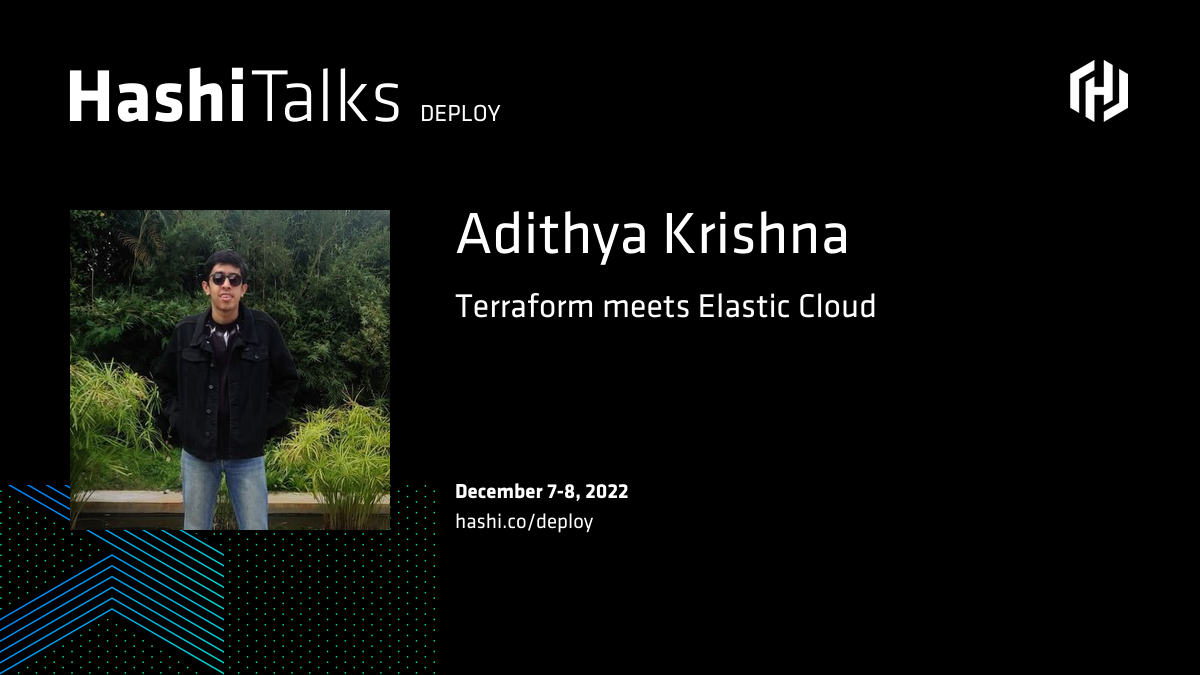 HashiTalks DEPLOY
Adithya Krishna
Terraform meets Elastic Cloud
December 7-8, 2022
hashi.co/deploy